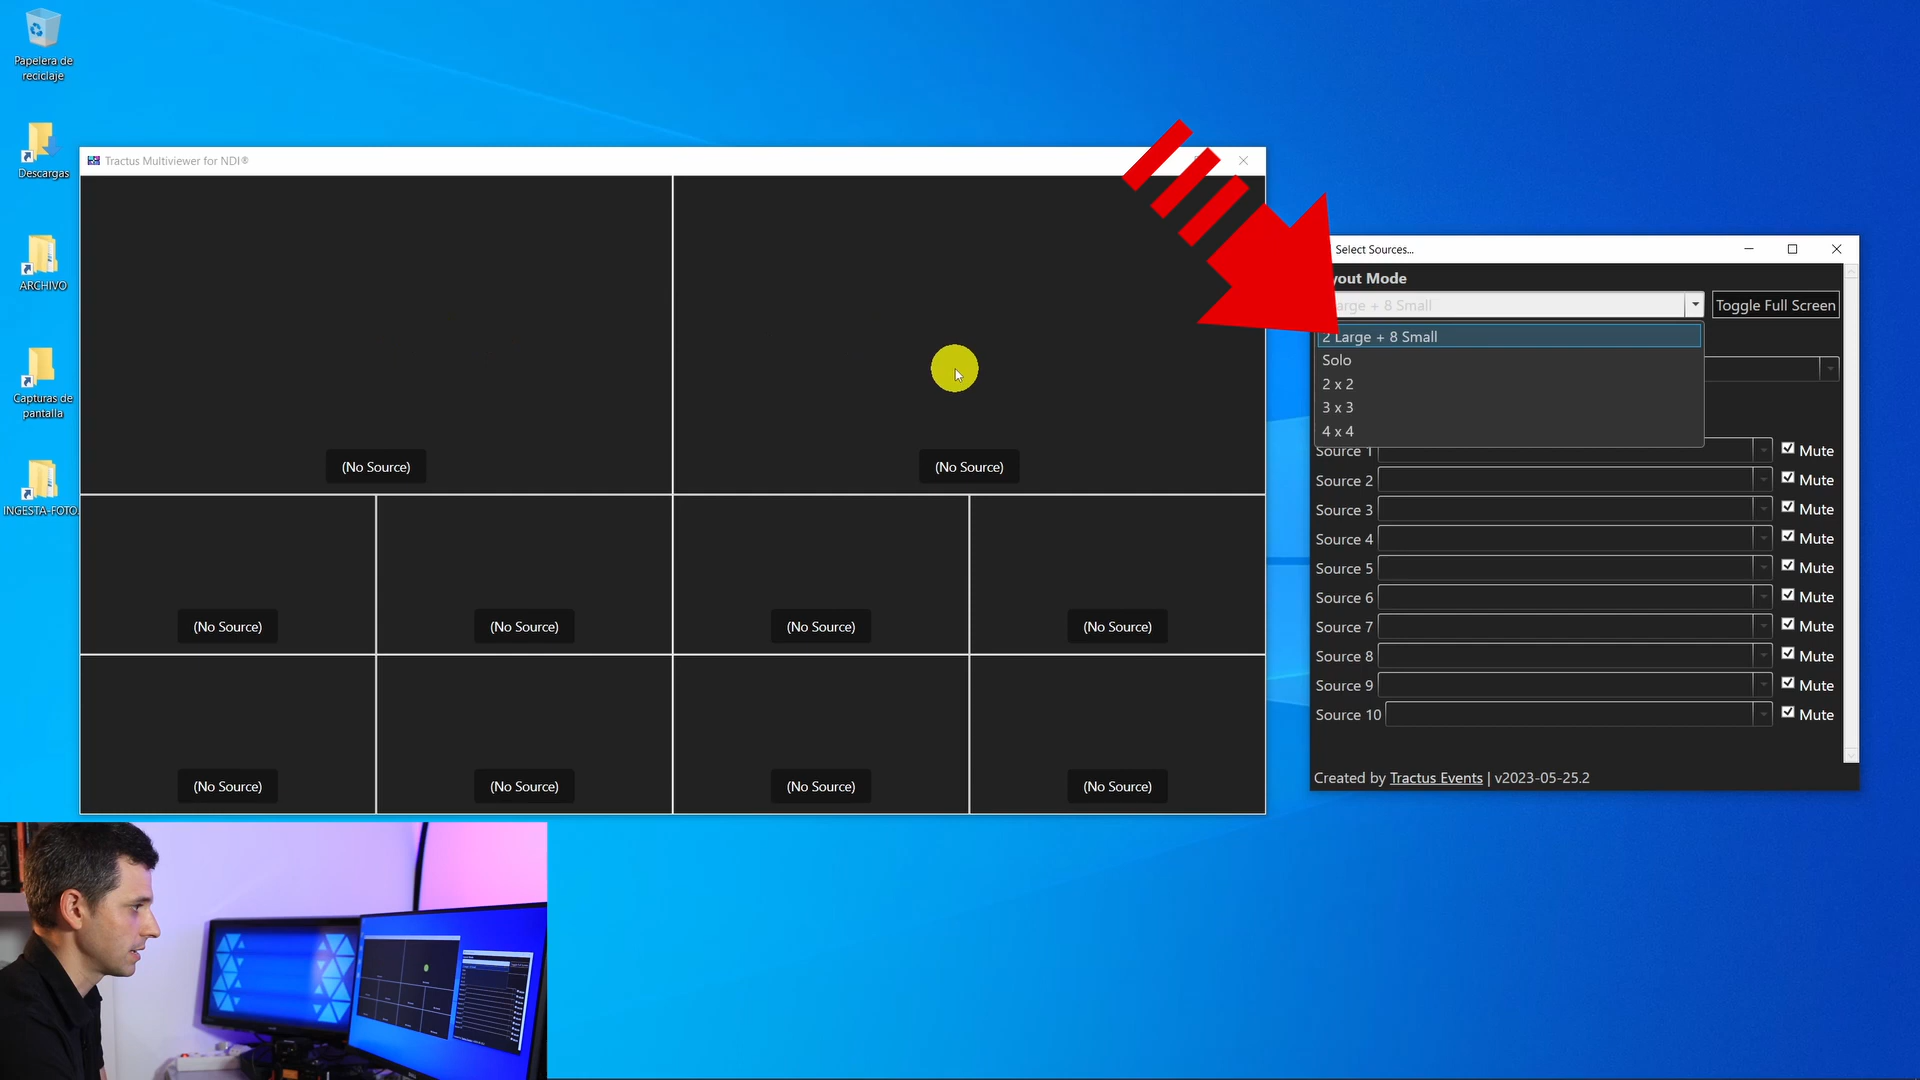 Papelera de
reciclaje
Descargas
ARCHIVO
Capturas de
pantalla
INGESTA-FOTO
Tractus Multiviewer for NDI®
(No Source)
(No Source)
(No Source)
(No Source)
(No Source)
(No Source)
(No Source)
(No Source)
(No Source)
(No Source)
Select Sources...
yout Mode
arge + 8 Small
Toggle Full Screen
2 Large + 8 Small
Solo
2 x 2
3 x 3
4 x 4
Source 1 Mute
Source 2 Mute
Source 3 Mute
Source 4 Mute
Source 5 Mute
Source 6 Mute
Source 7 Mute
Source 8 Mute
Source 9 Mute
Source 10 Mute
Created by Tractus Events | v2023-05-25.2